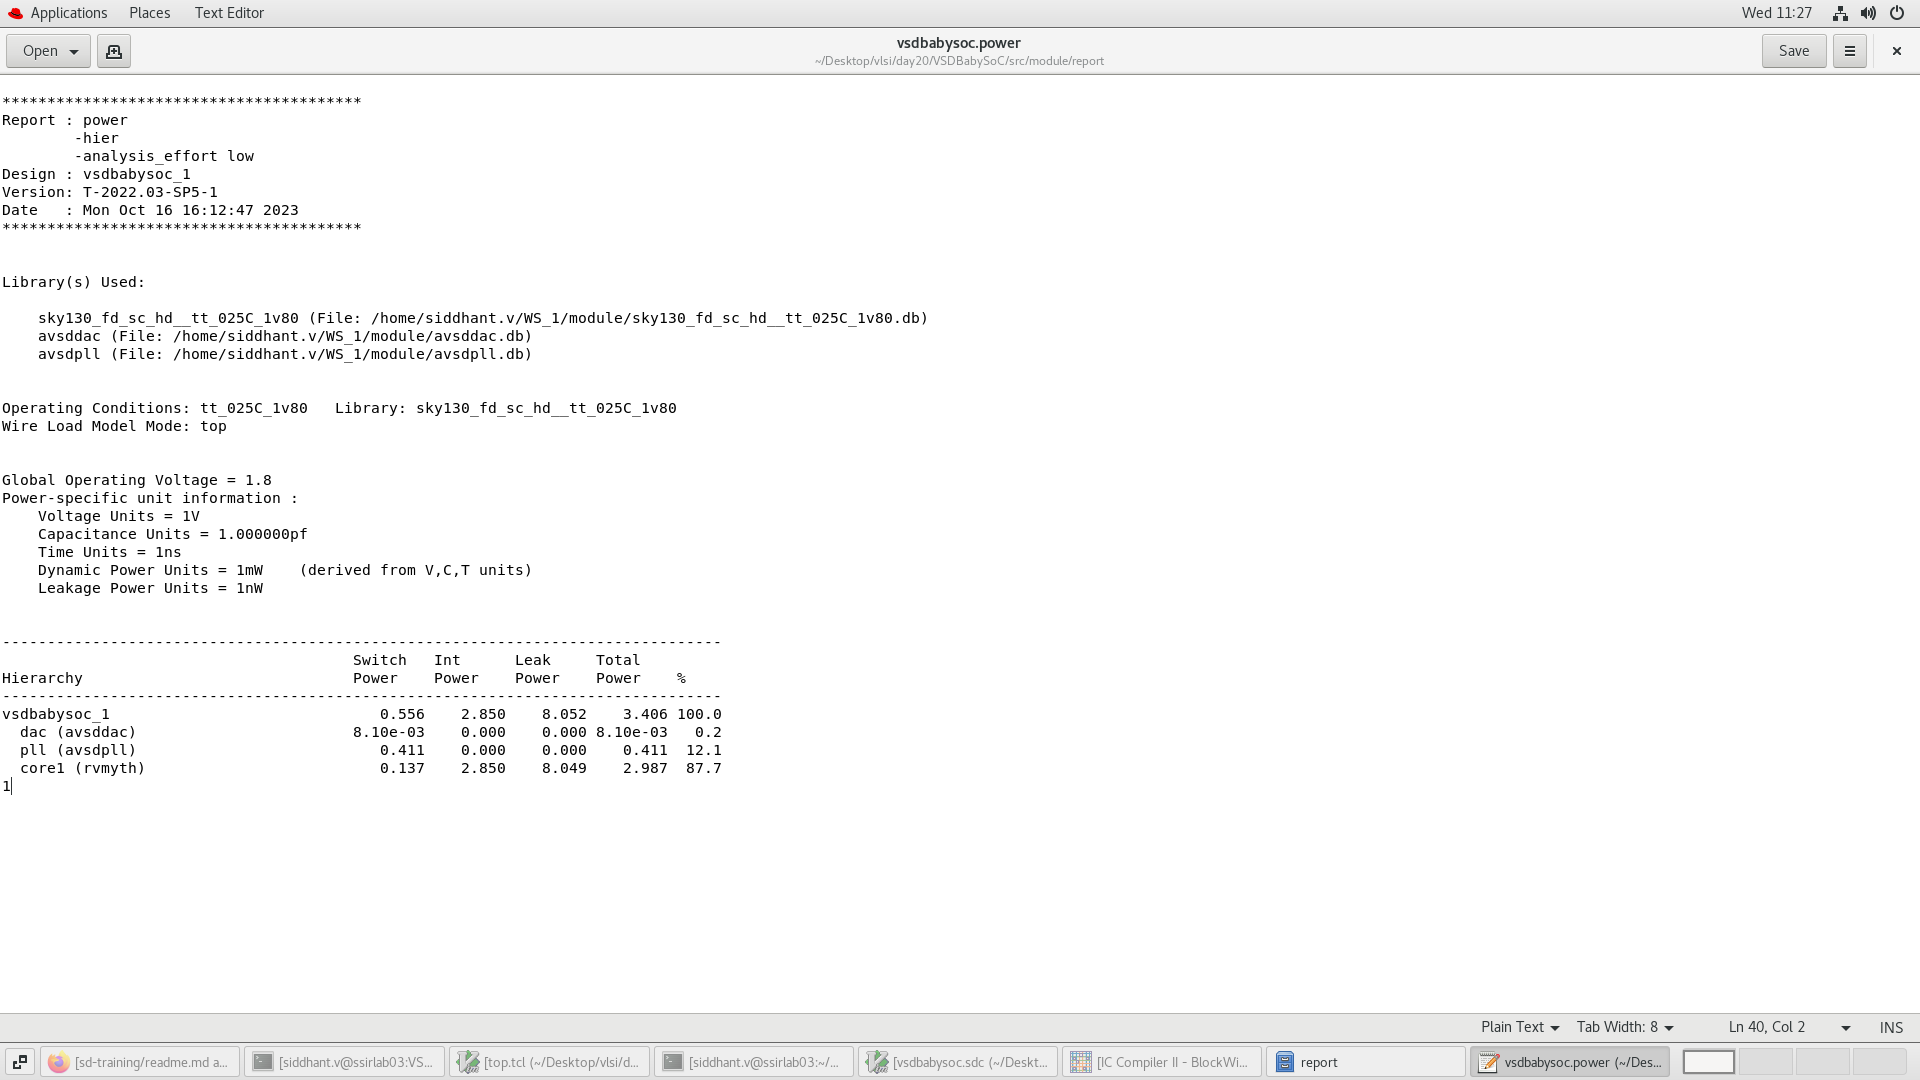 Applications Places Text Editor Wed 11:27
Open vsdbabysoc.power Save
~/Desktop/vlsi/day20/VSDBabySoC/src/module/report
****************************************
Report : power
        -hier
        -analysis_effort low
Design : vsdbabysoc_1
Version: T-2022.03-SP5-1
Date   : Mon Oct 16 16:12:47 2023
****************************************
Library(s) Used:
    sky130_fd_sc_hd__tt_025C_1v80 (File: /home/siddhant.v/WS_1/module/sky130_fd_sc_hd__tt_025C_1v80.db)
    avsddac (File: /home/siddhant.v/WS_1/module/avsddac.db)
    avsdpll (File: /home/siddhant.v/WS_1/module/avsdpll.db)
Operating Conditions: tt_025C_1v80   Library: sky130_fd_sc_hd__tt_025C_1v80
Wire Load Model Mode: top
Global Operating Voltage = 1.8
Power-specific unit information :
    Voltage Units = 1V
    Capacitance Units = 1.000000pf
    Time Units = 1ns
    Dynamic Power Units = 1mW    (derived from V,C,T units)
    Leakage Power Units = 1nW
--------------------------------------------------------------------------------
                                       Switch   Int      Leak     Total
Hierarchy                              Power    Power    Power    Power    %
--------------------------------------------------------------------------------
vsdbabysoc_1                              0.556    2.850    8.052    3.406 100.0
  dac (avsddac)                        8.10e-03    0.000    0.000 8.10e-03   0.2
  pll (avsdpll)                           0.411    0.000    0.000    0.411  12.1
  core1 (rvmyth)                          0.137    2.850    8.049    2.987  87.7
1
Plain Text Tab Width: 8 Ln 40, Col 2 INS
[sd-training/readme.md a... [siddhant.v@ssirlab03:VS... [top.tcl (~/Desktop/vlsi/d... [siddhant.v@ssirlab03:~/... [vsdbabysoc.sdc (~/Deskt... [IC Compiler II - BlockWi... report vsdbabysoc.power (~/Des...